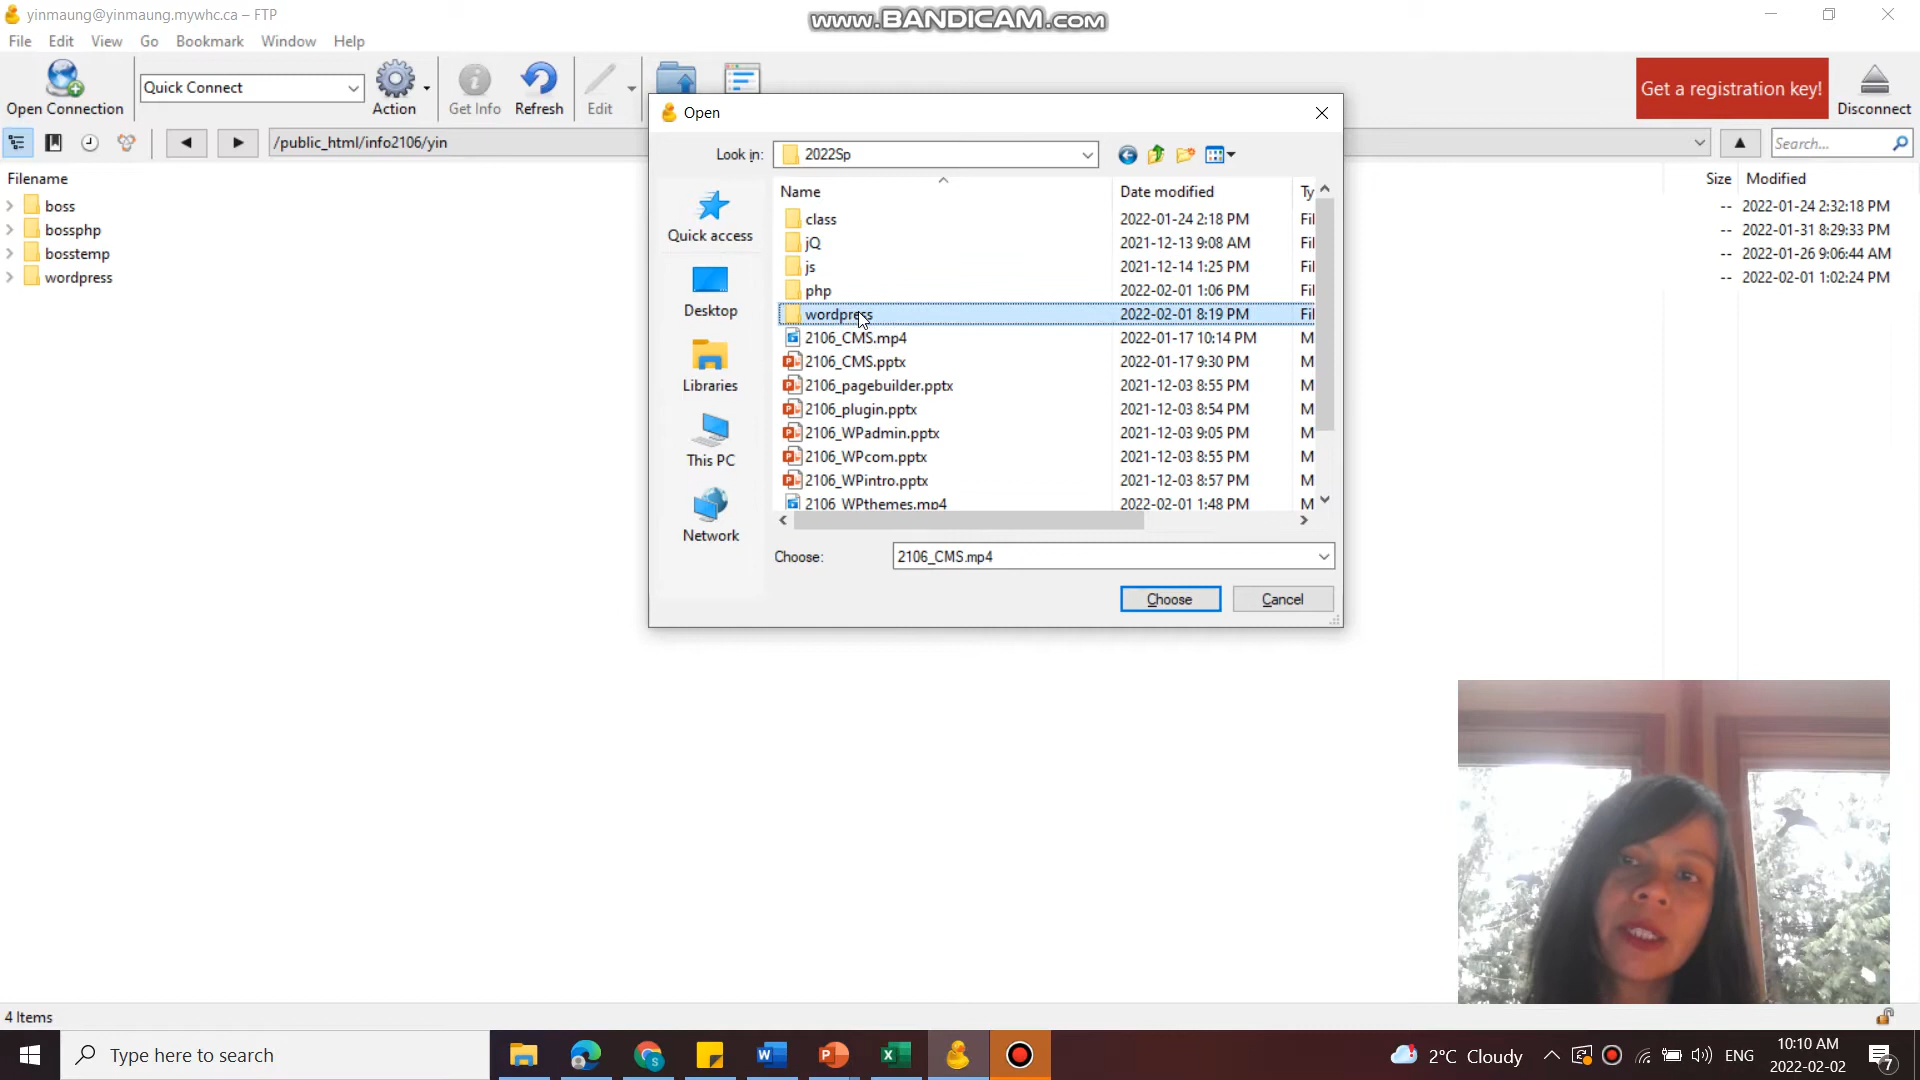 yinmaung@yinmaung.mywhc.ca – FTP
www.BANDICAM.com
File Edit View Go Bookmark Window Help
Open Connection
Quick Connect
Action
Get Info
Refresh
Edit
Get a registration key!
Disconnect
/public_html/info2106/yin
Search...
Filename Size Modified
boss -- 2022-01-24 2:32:18 PM
bossphp -- 2022-01-31 8:29:33 PM
bosstemp -- 2022-01-26 9:06:44 AM
wordpress -- 2022-02-01 1:02:24 PM
Open
Look in: 2022Sp
Quick access
Desktop
Libraries
This PC
Network
Name Date modified Ty
class 2022-01-24 2:18 PM Fil
jQ 2021-12-13 9:08 AM Fil
js 2021-12-14 1:25 PM Fil
php 2022-02-01 1:06 PM Fil
wordpress 2022-02-01 8:19 PM Fil
2106_CMS.mp4 2022-01-17 10:14 PM M
2106_CMS.pptx 2022-01-17 9:30 PM M
2106_pagebuilder.pptx 2021-12-03 8:55 PM M
2106_plugin.pptx 2021-12-03 8:54 PM M
2106_WPadmin.pptx 2021-12-03 9:05 PM M
2106_WPcom.pptx 2021-12-03 8:55 PM M
2106_WPintro.pptx 2021-12-03 8:57 PM M
2106_WPthemes.mp4 2022-02-01 1:48 PM M
Choose: 2106_CMS.mp4
Choose Cancel
4 Items
Type here to search
2°C Cloudy
ENG
10:10 AM
2022-02-02
7